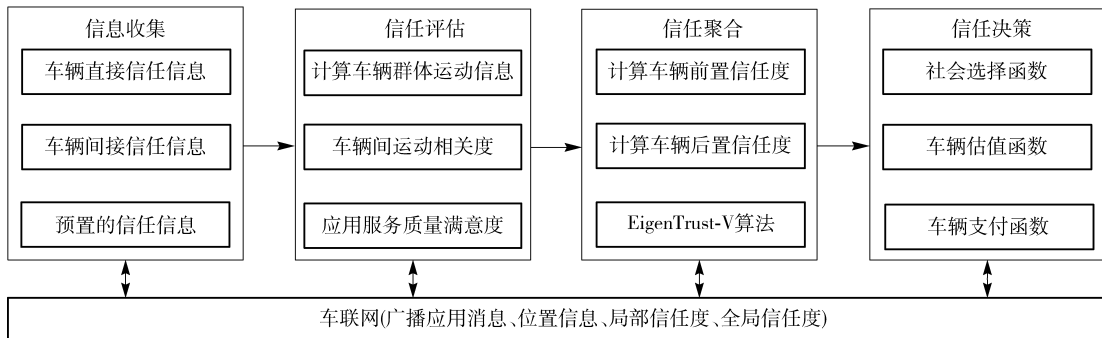 信息收集
车辆直接信任信息
车辆间接信任信息
预置的信任信息
信任评估
计算车辆群体运动信息
车辆间运动相关度
应用服务质量满意度
信任聚合
计算车辆前置信任度
计算车辆后置信任度
EigenTrust-V算法
信任决策
社会选择函数
车辆估值函数
车辆支付函数
车联网(广播应用消息、位置信息、局部信任度、全局信任度)